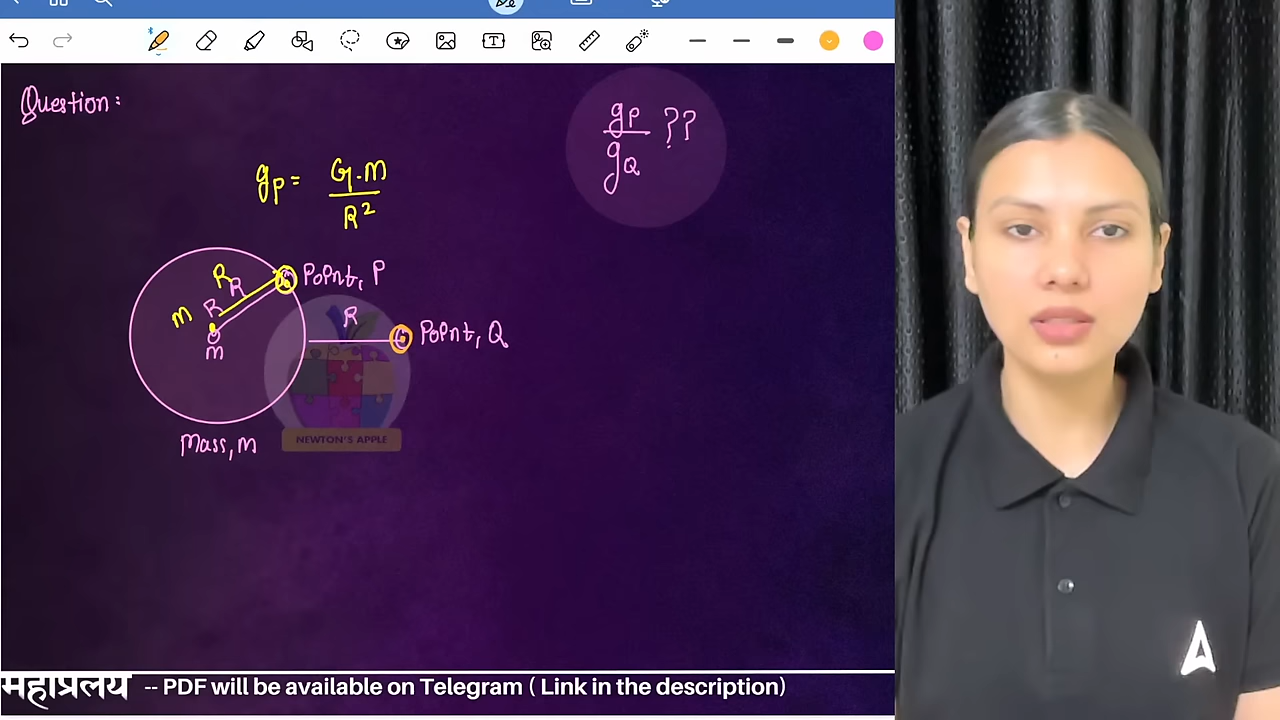 Question:
gP / gQ ??
gP = G.M / R²
R
R
R
Point, P
M
R
Point, Q
M
Mass, M
NEWTON'S APPLE
महाप्रलय -- PDF will be available on Telegram ( Link in the description)